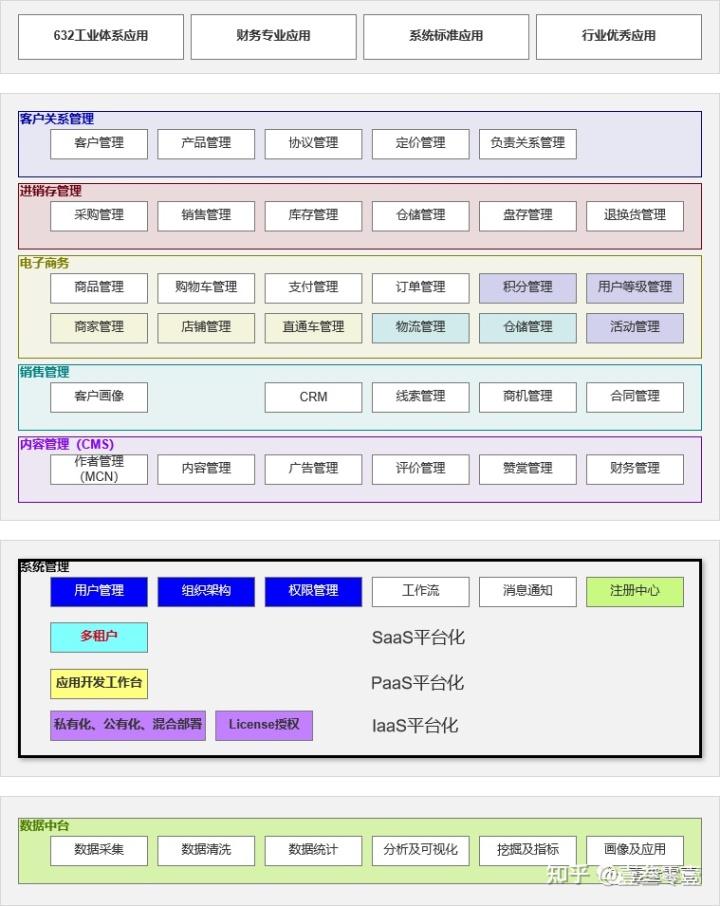 632工业体系应用
财务专业应用
系统标准应用
行业优秀应用
客户关系管理
客户管理
产品管理
协议管理
定价管理
负责关系管理
进销存管理
采购管理
销售管理
库存管理
仓储管理
盘存管理
退换货管理
电子商务
商品管理
购物车管理
支付管理
订单管理
积分管理
用户等级管理
商家管理
店铺管理
直通车管理
物流管理
仓储管理
活动管理
销售管理
客户画像
CRM
线索管理
商机管理
合同管理
内容管理（CMS）
作者管理
（MCN）
内容管理
广告管理
评价管理
赞赏管理
财务管理
系统管理
用户管理
组织架构
权限管理
工作流
消息通知
注册中心
多租户
SaaS平台化
应用开发工作台
PaaS平台化
私有化、公有化、混合部署
License授权
IaaS平台化
数据中台
数据采集
数据清洗
数据统计
分析及可视化
挖掘及指标
画像及应用
知乎 @壹叁零壹